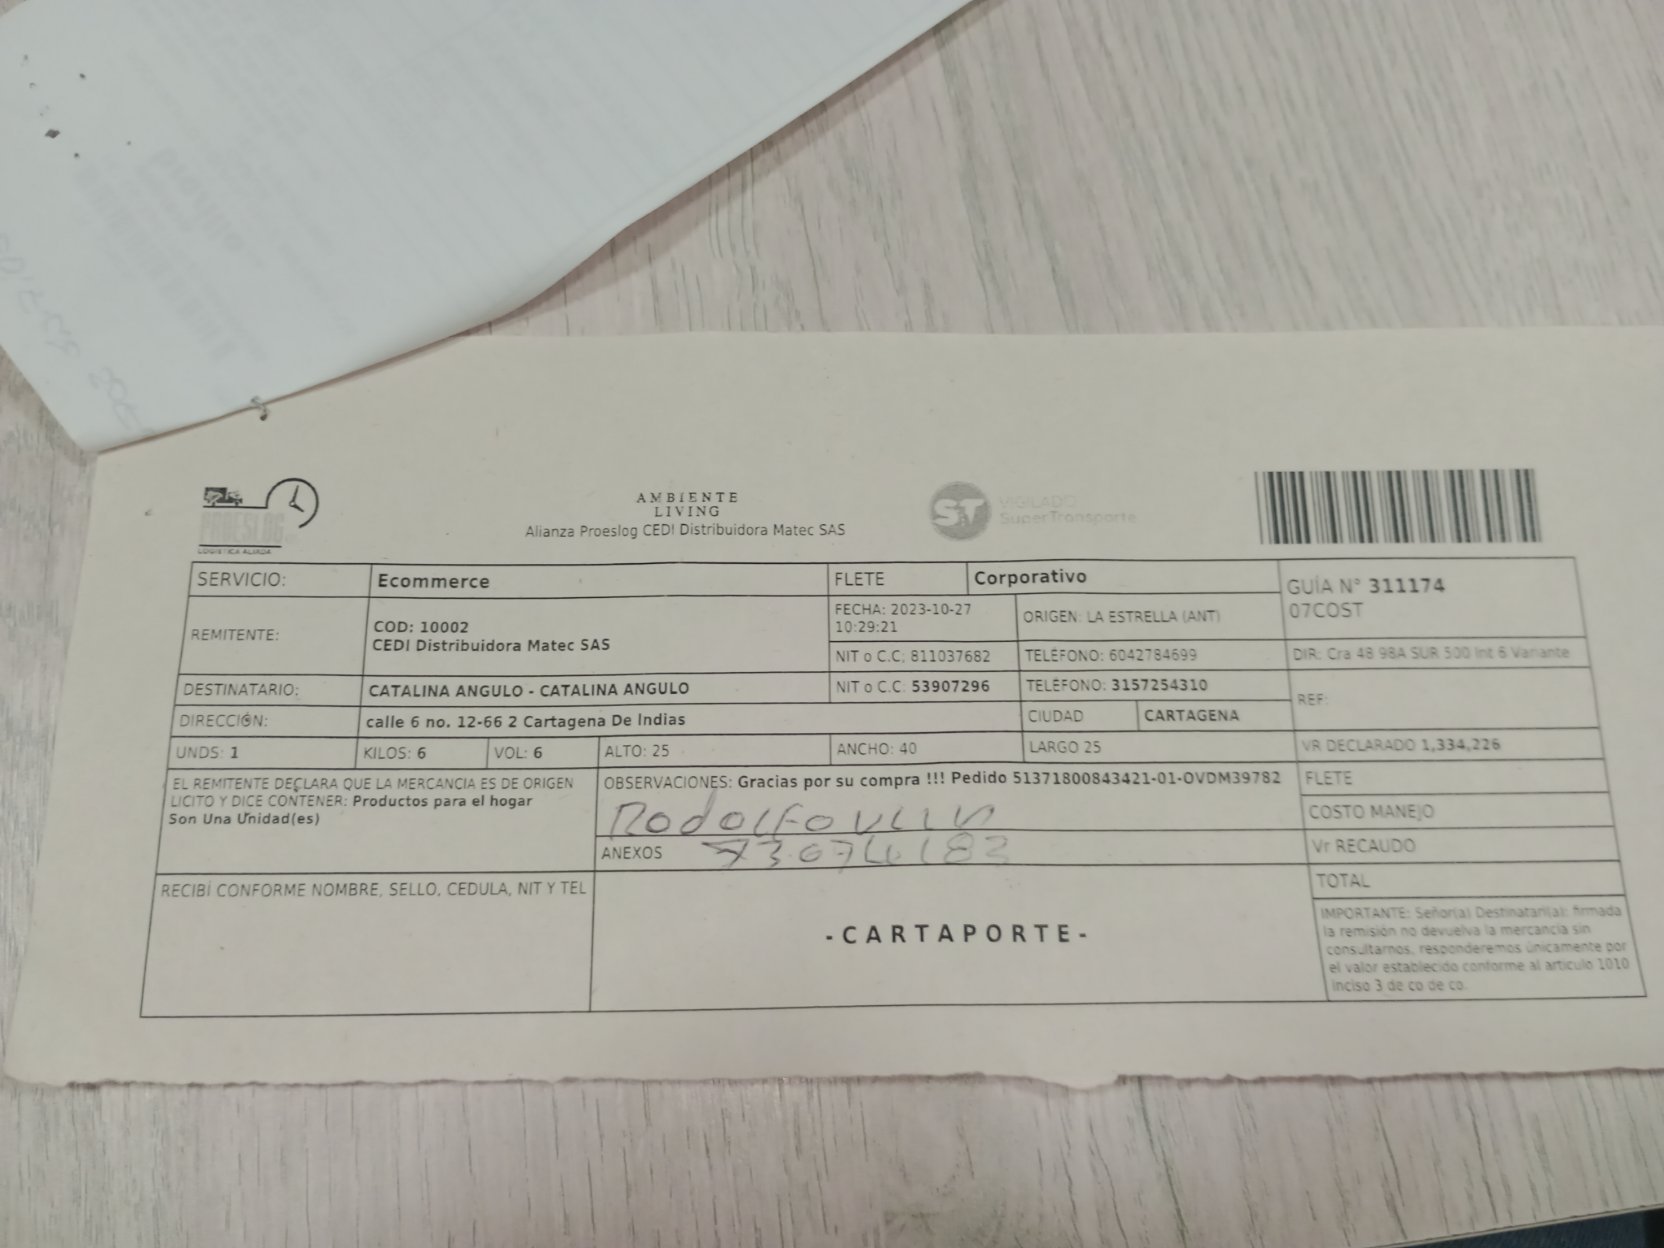 PROESLOG
LOGISTICA ALIADA
AMBIENTE
LIVING
Alianza Proeslog CEDI Distribuidora Matec SAS
ST
VIGILADO
SuperTransporte
SERVICIO: Ecommerce FLETE Corporativo
GUÍA N° 311174
07COST
REMITENTE: COD: 10002
CEDI Distribuidora Matec SAS
FECHA: 2023-10-27
10:29:21
ORIGEN: LA ESTRELLA (ANT)
NIT o C.C: 811037682 TELÉFONO: 6042784699 DIR: Cra 48 98A SUR 500 Int 6 Variante
DESTINATARIO: CATALINA ANGULO - CATALINA ANGULO NIT o C.C: 53907296 TELÉFONO: 3157254310
REF:
DIRECCIÓN: calle 6 no. 12-66 2 Cartagena De Indias CIUDAD CARTAGENA
UNDS: 1 KILOS: 6 VOL: 6 ALTO: 25 ANCHO: 40 LARGO 25 VR DECLARADO 1,334,226
EL REMITENTE DECLARA QUE LA MERCANCIA ES DE ORIGEN
LICITO Y DICE CONTENER: Productos para el hogar
Son Una Unidad(es)
OBSERVACIONES: Gracias por su compra !!! Pedido 51371800843421-01-OVDM39782
Rodolfo
ANEXOS
FLETE
COSTO MANEJO
Vr RECAUDO
TOTAL
RECIBÍ CONFORME NOMBRE, SELLO, CEDULA, NIT Y TEL
-CARTAPORTE-
IMPORTANTE: Señor(a) Destinatari(a): firmada
la remisión no devuelva la mercancia sin
consultarnos, responderemos únicamente por
el valor establecido conforme al articulo 1010
inciso 3 de co de co.